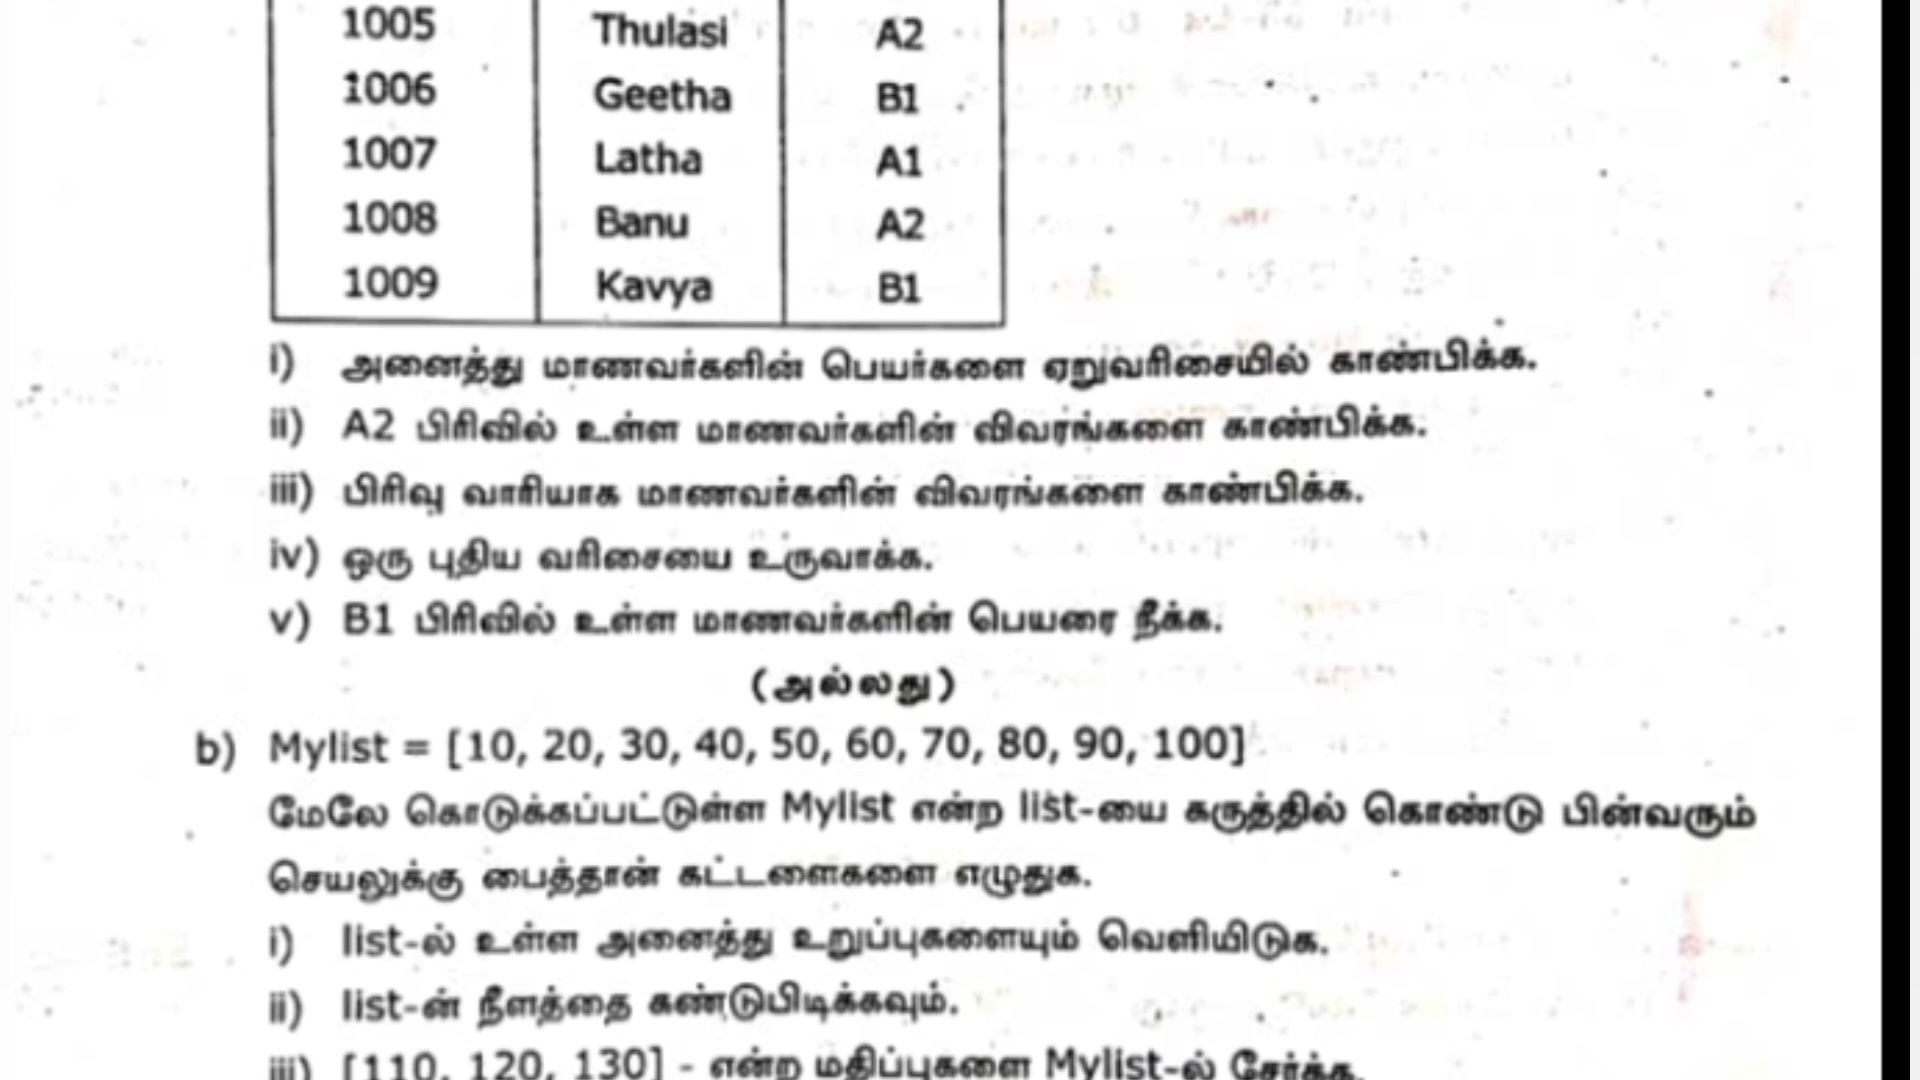 1005 Thulasi A2
1006 Geetha B1
1007 Latha A1
1008 Banu A2
1009 Kavya B1
i) அனைத்து மாணவர்களின் பெயர்களை ஏறுவரிசையில் காண்பிக்க.
ii) A2 பிரிவில் உள்ள மாணவர்களின் விவரங்களை காண்பிக்க.
iii) பிரிவு வாரியாக மாணவர்களின் விவரங்களை காண்பிக்க.
iv) ஒரு புதிய வரிசையை உருவாக்க.
v) B1 பிரிவில் உள்ள மாணவர்களின் பெயரை நீக்க.
(அல்லது)
b) Mylist = [10, 20, 30, 40, 50, 60, 70, 80, 90, 100]
மேலே கொடுக்கப்பட்டுள்ள Mylist என்ற list-யை கருத்தில் கொண்டு பின்வரும்
செயலுக்கு பைத்தான் கட்டளைகளை எழுதுக.
i) list-ல் உள்ள அனைத்து உறுப்புகளையும் வெளியிடுக.
ii) list-ன் நீளத்தை கண்டுபிடிக்கவும்.
iii) [110, 120, 130] - என்ற மதிப்புகளை Mylist-ல் சேர்க்க.